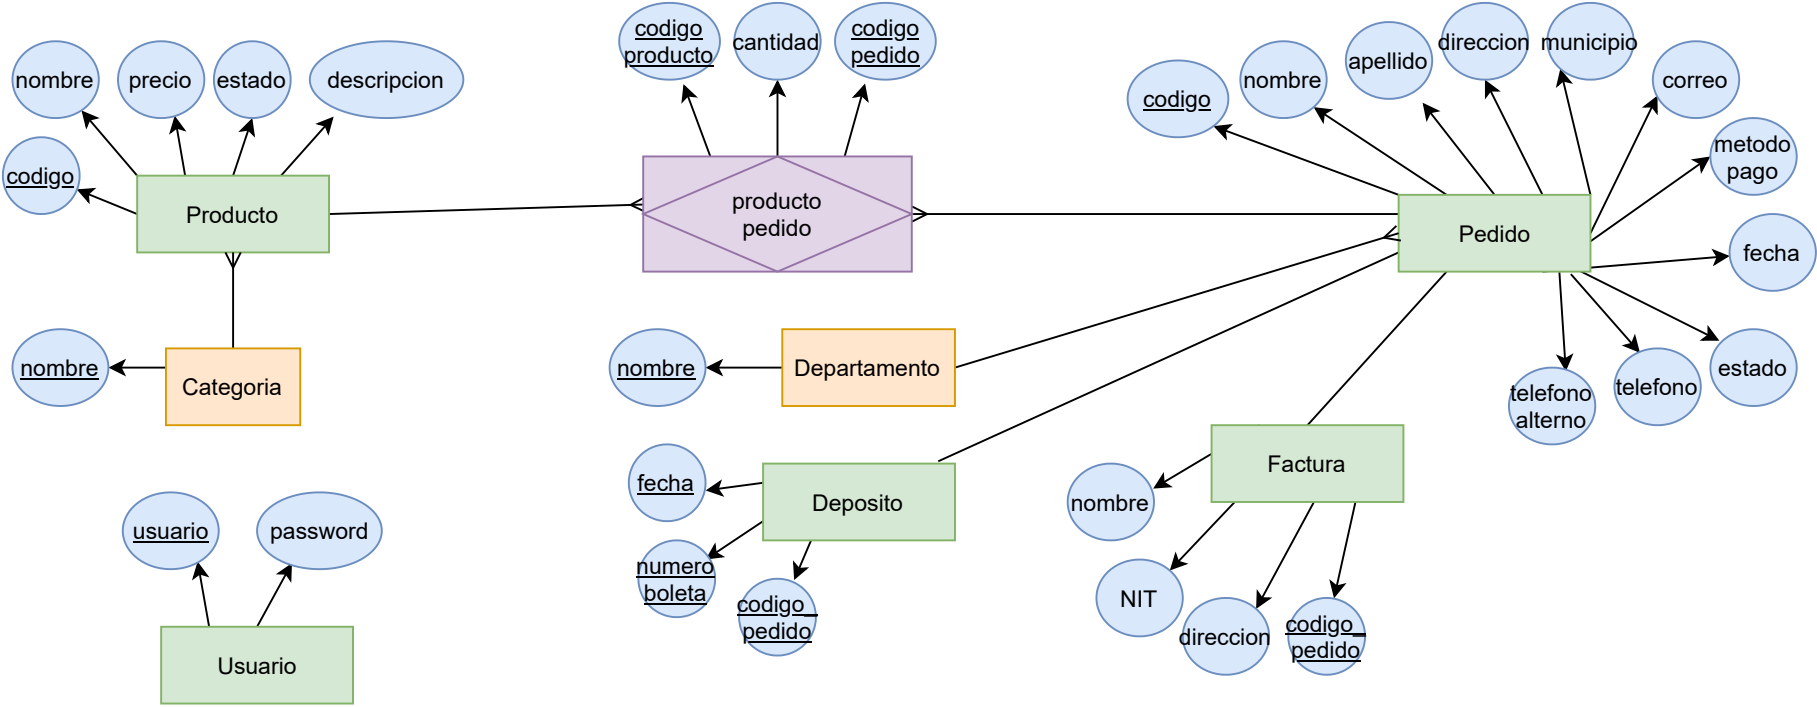 nombre
precio
estado
descripcion
codigo
Producto
nombre
Categoria
usuario
password
Usuario
codigo
producto
cantidad
codigo
pedido
producto
pedido
nombre
Departamento
fecha
Deposito
numero
boleta
codigo_
pedido
codigo
nombre
apellido
direccion
municipio
correo
metodo
pago
Pedido
fecha
estado
telefono
telefono
alterno
Factura
nombre
NIT
direccion
codigo_
pedido